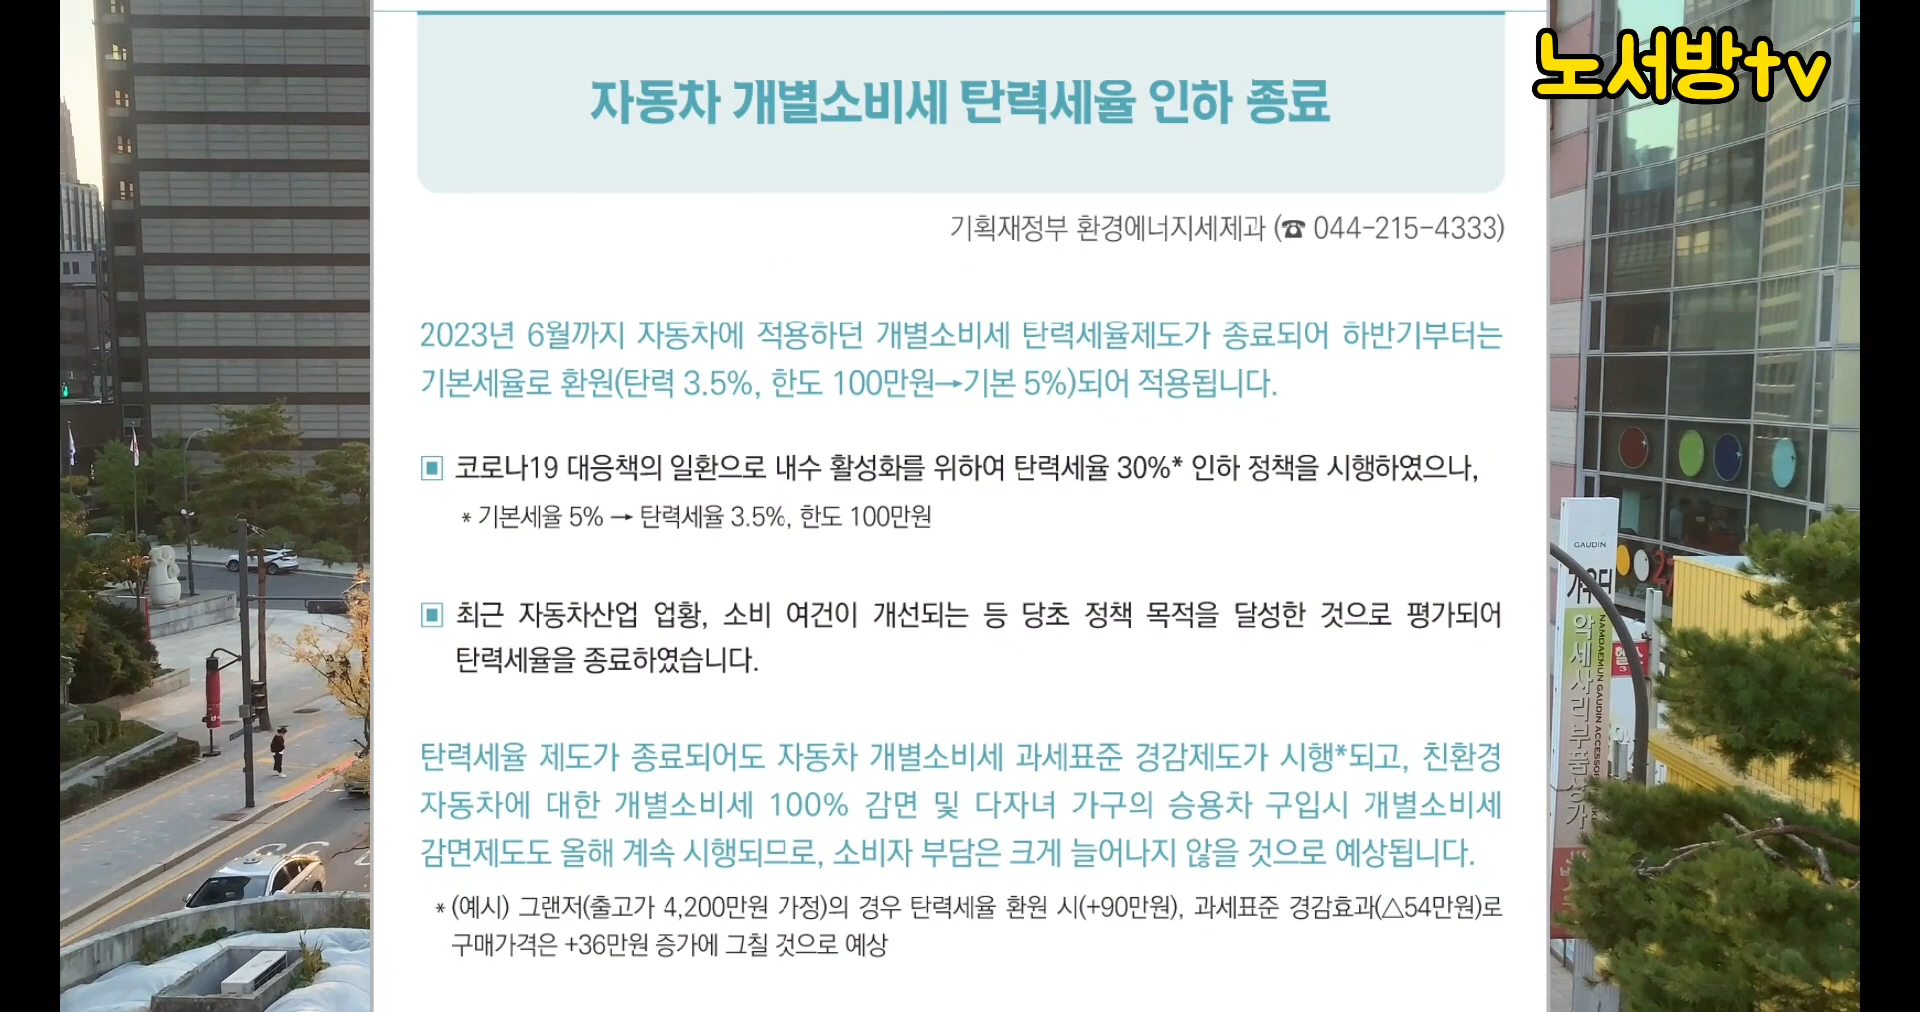 노서방tv
자동차 개별소비세 탄력세율 인하 종료
기획재정부 환경에너지세제과 (☎ 044-215-4333)
2023년 6월까지 자동차에 적용하던 개별소비세 탄력세율제도가 종료되어 하반기부터는
기본세율로 환원(탄력 3.5%, 한도 100만원→기본 5%)되어 적용됩니다.
▣ 코로나19 대응책의 일환으로 내수 활성화를 위하여 탄력세율 30%* 인하 정책을 시행하였으나,
* 기본세율 5% → 탄력세율 3.5%, 한도 100만원
▣ 최근 자동차산업 업황, 소비 여건이 개선되는 등 당초 정책 목적을 달성한 것으로 평가되어
탄력세율을 종료하였습니다.
탄력세율 제도가 종료되어도 자동차 개별소비세 과세표준 경감제도가 시행*되고, 친환경
자동차에 대한 개별소비세 100% 감면 및 다자녀 가구의 승용차 구입시 개별소비세
감면제도도 올해 계속 시행되므로, 소비자 부담은 크게 늘어나지 않을 것으로 예상됩니다.
* (예시) 그랜저(출고가 4,200만원 가정)의 경우 탄력세율 환원 시(+90만원), 과세표준 경감효과(△54만원)로
구매가격은 +36만원 증가에 그칠 것으로 예상
GAUDIN
가우딘
악세사리부품상가
NAMDAEMUN GAUDIN ACCESSOR